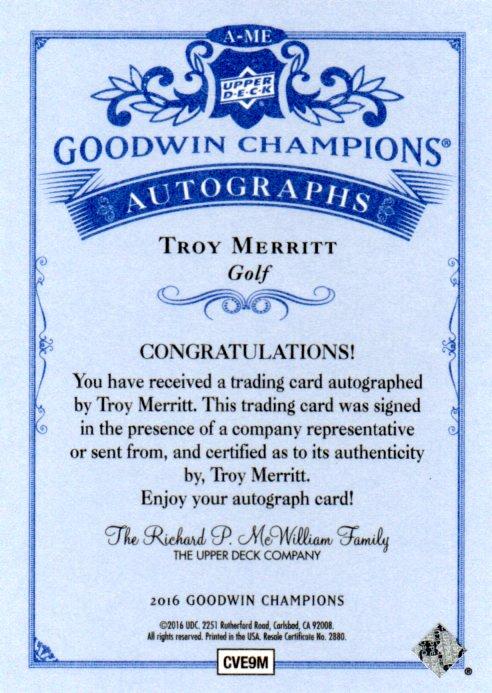 A-ME
UPPER
D·E·C·K
GOODWIN CHAMPIONS®
AUTOGRAPHS
TROY MERRITT
Golf
CONGRATULATIONS!
You have received a trading card autographed
by Troy Merritt. This trading card was signed
in the presence of a company representative
or sent from, and certified as to its authenticity
by, Troy Merritt.
Enjoy your autograph card!
The Richard P. McWilliam Family
THE UPPER DECK COMPANY
2016 GOODWIN CHAMPIONS
©2016 UDC. 2251 Rutherford Road, Carlsbad, CA 92008.
All rights reserved. Printed in the USA. Resale Certificate No. 2880.
CVE9M
®